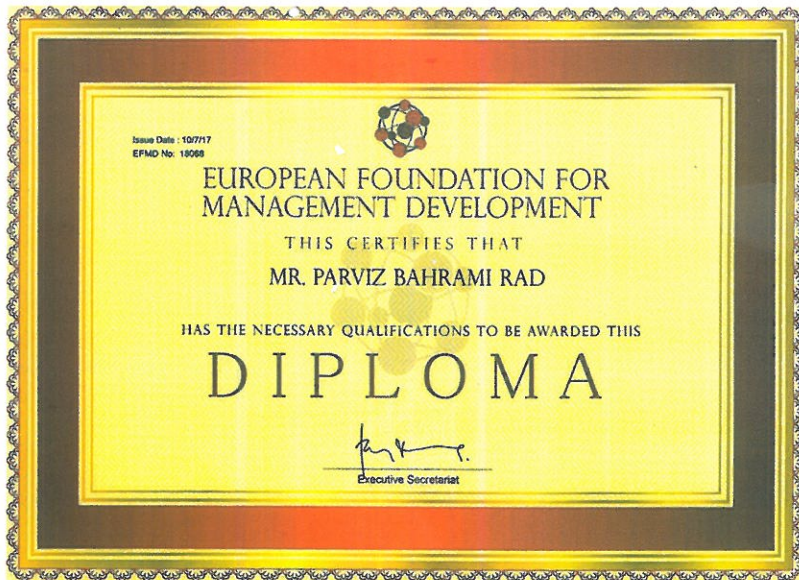 Issue Date : 10/7/17
EFMD No: 18068
EUROPEAN FOUNDATION FOR
MANAGEMENT DEVELOPMENT
THIS CERTIFIES THAT
MR. PARVIZ BAHRAMI RAD
HAS THE NECESSARY QUALIFICATIONS TO BE AWARDED THIS
DIPLOMA
Executive Secretariat